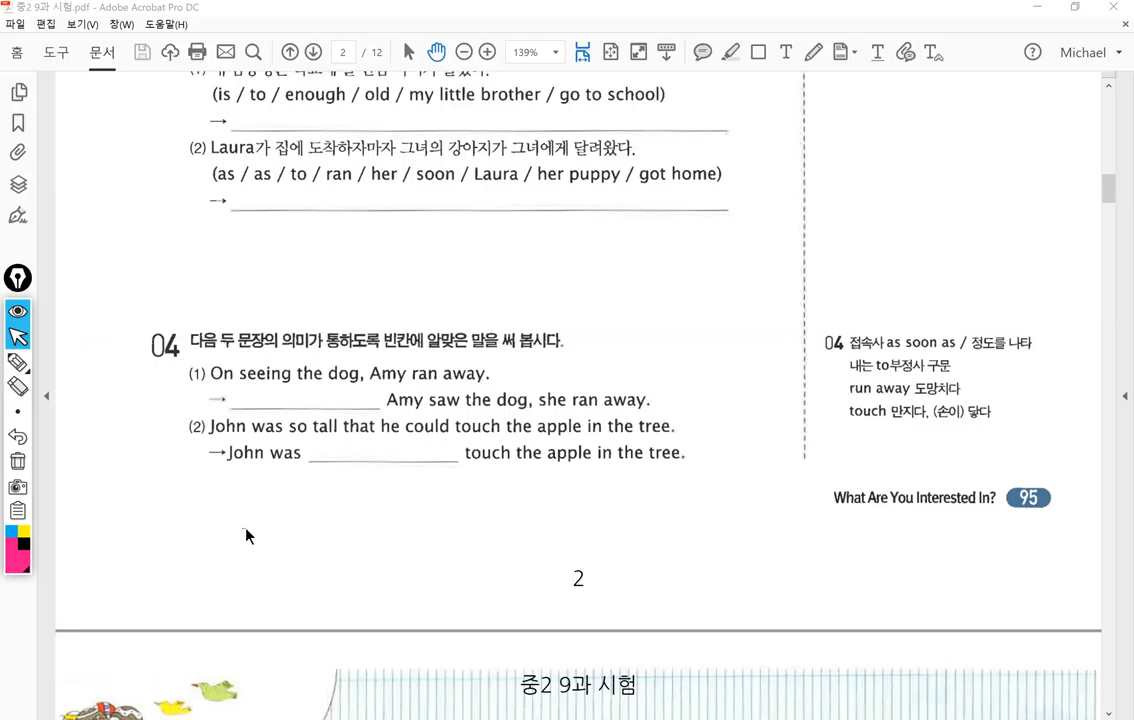 중2 9과 시험.pdf - Adobe Acrobat Pro DC
파일 편집 보기(V) 창(W) 도움말(H)
홈 도구 문서 2 / 12 139% Michael
(is / to / enough / old / my little brother / go to school)
→
(2) Laura가 집에 도착하자마자 그녀의 강아지가 그녀에게 달려왔다.
(as / as / to / ran / her / soon / Laura / her puppy / got home)
→
04 다음 두 문장의 의미가 통하도록 빈칸에 알맞은 말을 써 봅시다.
(1) On seeing the dog, Amy ran away.
→ Amy saw the dog, she ran away.
(2) John was so tall that he could touch the apple in the tree.
→John was touch the apple in the tree.
04 접속사 as soon as / 정도를 나타
내는 to부정사 구문
run away 도망치다
touch 만지다, (손이) 닿다
What Are You Interested In? 95
2
중2 9과 시험